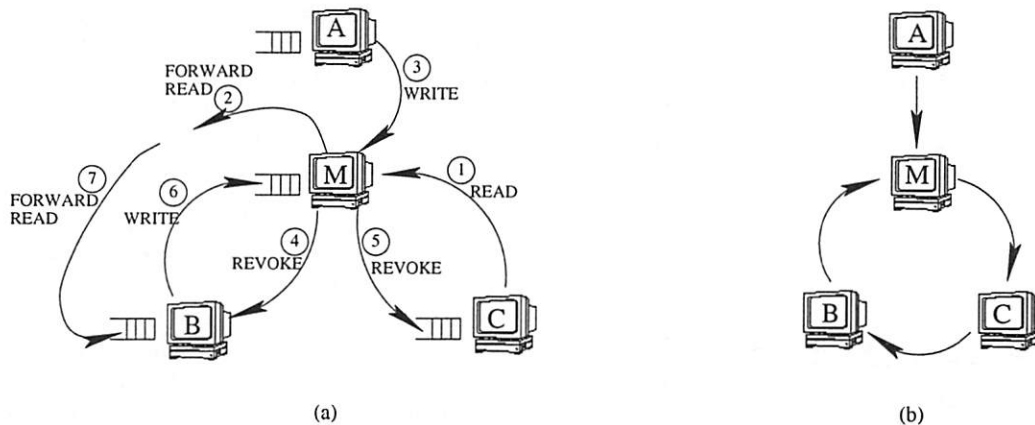 A
A
3
FORWARD
READ
2
WRITE
M
1
READ
M
7
FORWARD
READ
6
WRITE
4
REVOKE
5
REVOKE
B
C
B
C
(a)
(b)